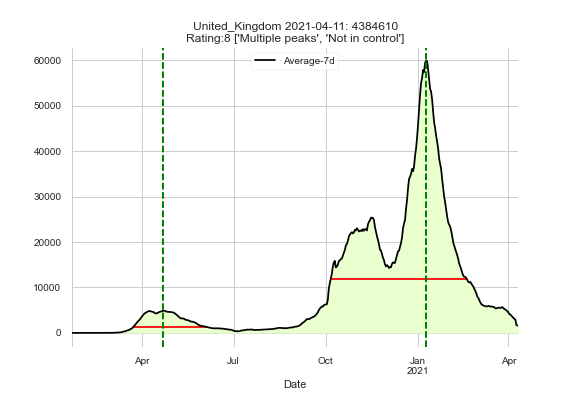 United_Kingdom 2021-04-11: 4384610
Rating:8 ['Multiple peaks', 'Not in control']
Average-7d
60000
50000
40000
30000
20000
10000
0
Apr
Jul
Oct
Jan
2021
Apr
Date